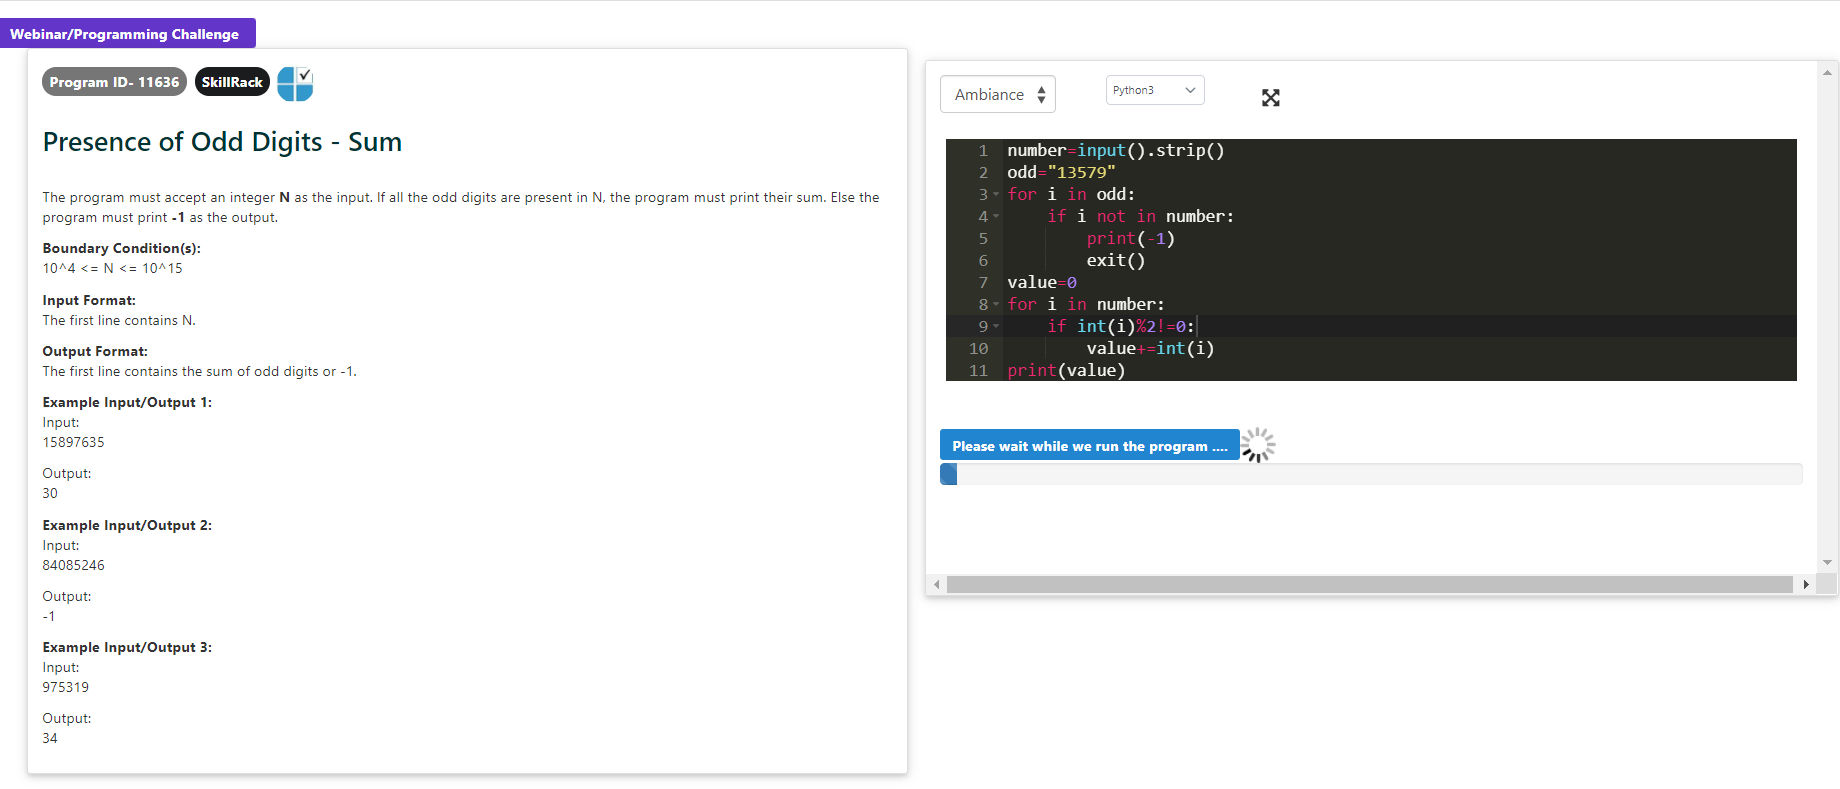 Webinar/Programming Challenge
Program ID- 11636 SkillRack
Presence of Odd Digits - Sum
The program must accept an integer N as the input. If all the odd digits are present in N, the program must print their sum. Else the
program must print -1 as the output.
Boundary Condition(s):
10^4 <= N <= 10^15
Input Format:
The first line contains N.
Output Format:
The first line contains the sum of odd digits or -1.
Example Input/Output 1:
Input:
15897635
Output:
30
Example Input/Output 2:
Input:
84085246
Output:
-1
Example Input/Output 3:
Input:
975319
Output:
34
Ambiance Python3
1 number=input().strip()
2 odd="13579"
3 for i in odd:
4     if i not in number:
5         print(-1)
6         exit()
7 value=0
8 for i in number:
9     if int(i)%2!=0:
10         value+=int(i)
11 print(value)
Please wait while we run the program ....